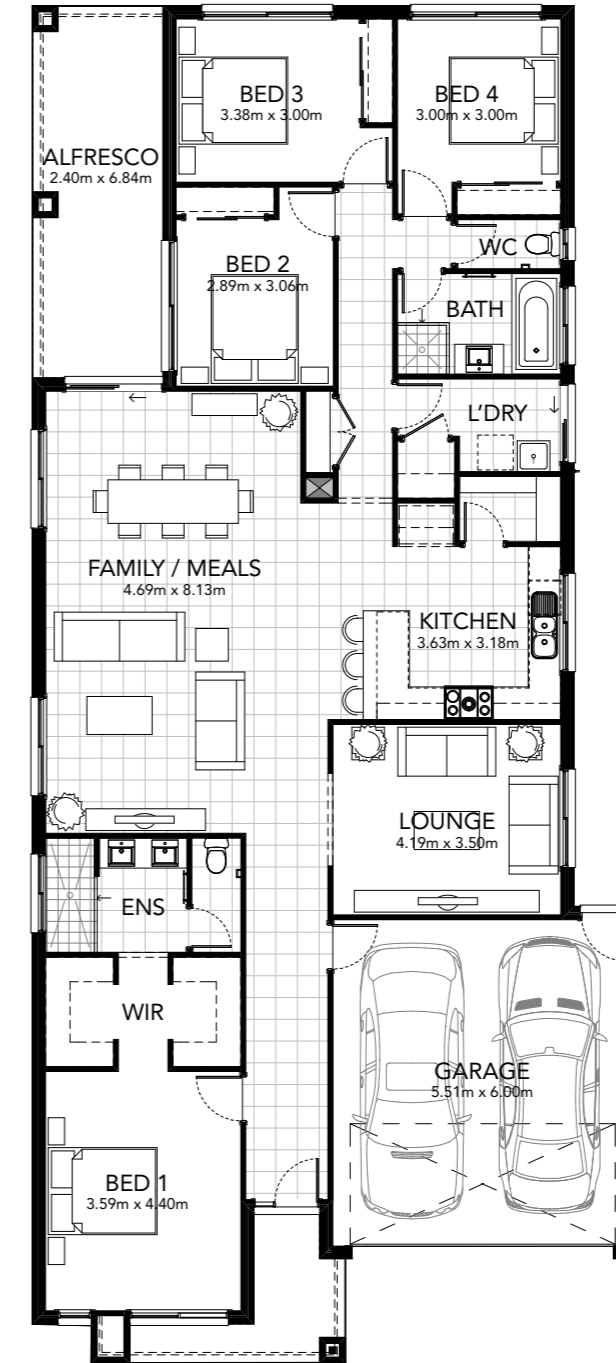 BED 3
3.38m x 3.00m
BED 4
3.00m x 3.00m
ALFRESCO
2.40m x 6.84m
WC
BED 2
2.89m x 3.06m
BATH
L'DRY
FAMILY / MEALS
4.69m x 8.13m
KITCHEN
3.63m x 3.18m
LOUNGE
4.19m x 3.50m
ENS
WIR
GARAGE
5.51m x 6.00m
BED 1
3.59m x 4.40m